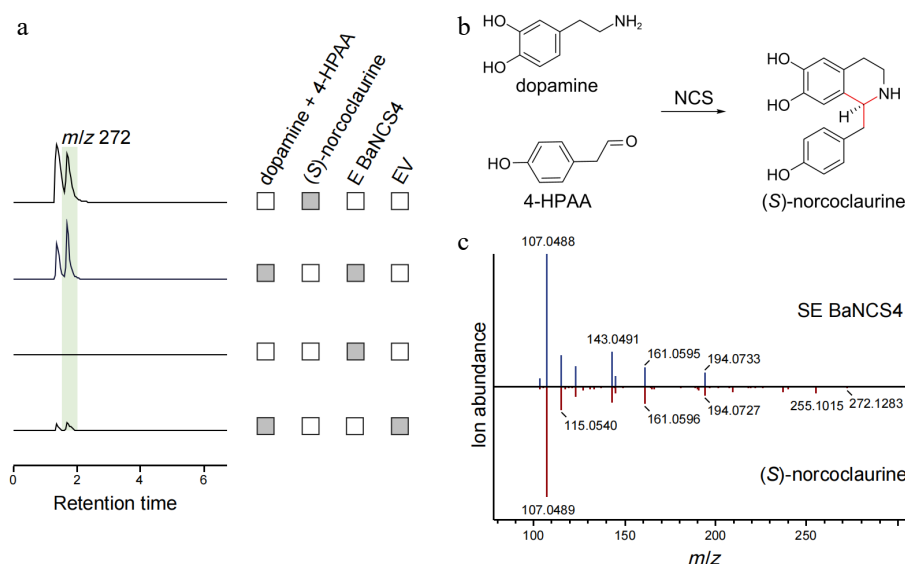 a
m/z 272
dopamine + 4-HPAA
(S)-norcoclaurine
E BaNCS4
EV
0 2 4 6
Retention time
b
HO
HO
NH2
dopamine
HO
O
4-HPAA
NCS
HO
HO
NH
H
HO
(S)-norcoclaurine
c
107.0488
SE BaNCS4
143.0491
161.0595
194.0733
115.0540
161.0596
194.0727
255.1015
272.1283
(S)-norcoclaurine
107.0489
Ion abundance
100 150 200 250
m/z